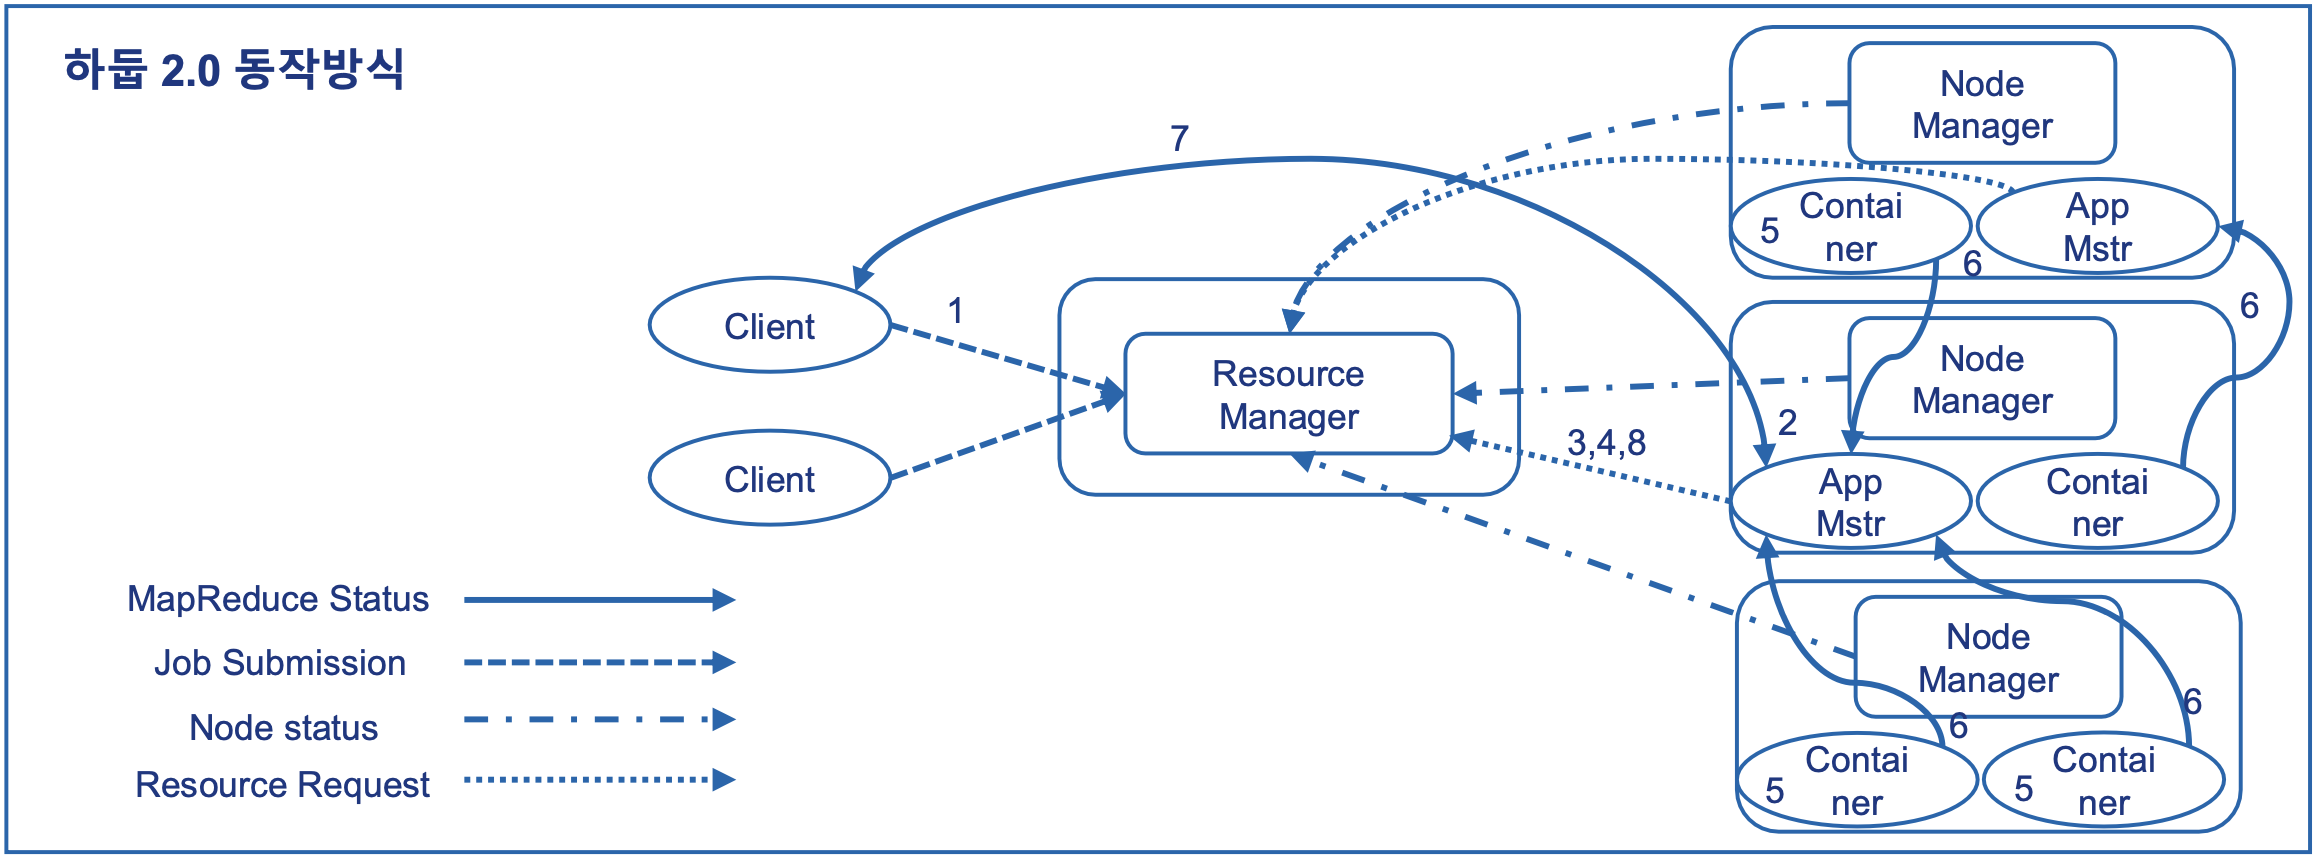 하둡 2.0 동작방식
7
Client
1
Client
Resource
Manager
3,4,8
Node
Manager
5
Contai
ner
App
Mstr
6
6
Node
Manager
2
App
Mstr
Contai
ner
Node
Manager
6
6
5
Contai
ner
5
Contai
ner
MapReduce Status
Job Submission
Node status
Resource Request